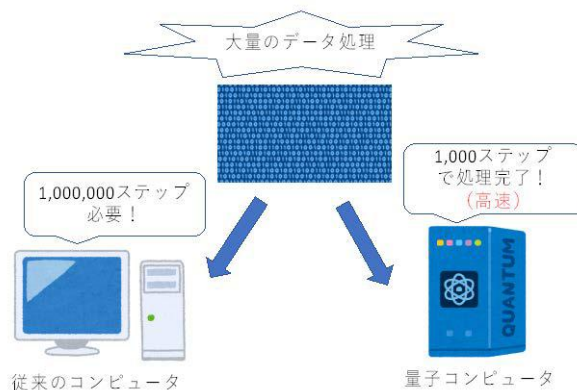 大量のデータ処理
1,000,000ステップ
必要！
1,000ステップ
で処理完了！
(高速)
QUANTUM
従来のコンピュータ
量子コンピュータ